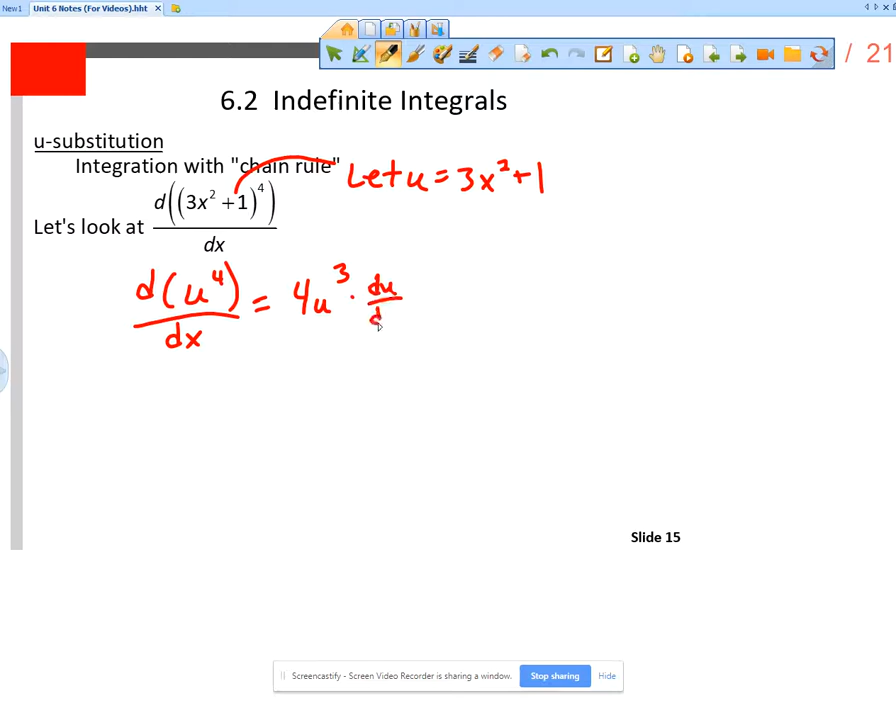 New1 Unit 6 Notes (For Videos).hht
/ 21
6.2 Indefinite Integrals
u-substitution
Integration with "chain rule"
Let u = 3x² + 1
Let's look at d((3x² + 1)⁴) / dx
d(u⁴) / dx = 4u³ · du / d
Slide 15
Screencastify - Screen Video Recorder is sharing a window. Stop sharing Hide